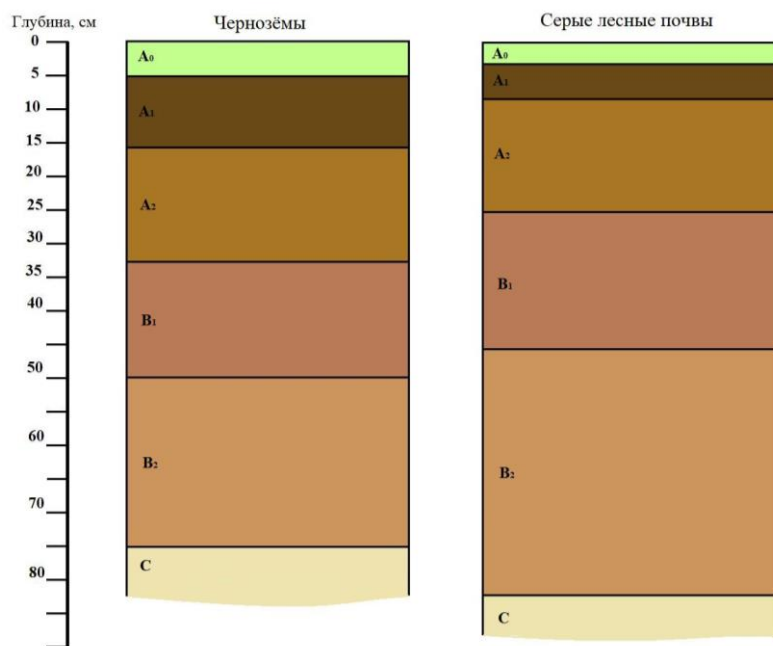 Глубина, см
Чернозёмы
Серые лесные почвы
0
5
10
15
20
25
30
35
40
50
60
70
80
A₀
A₁
A₂
B₁
B₂
C
A₀
A₁
A₂
B₁
B₂
C